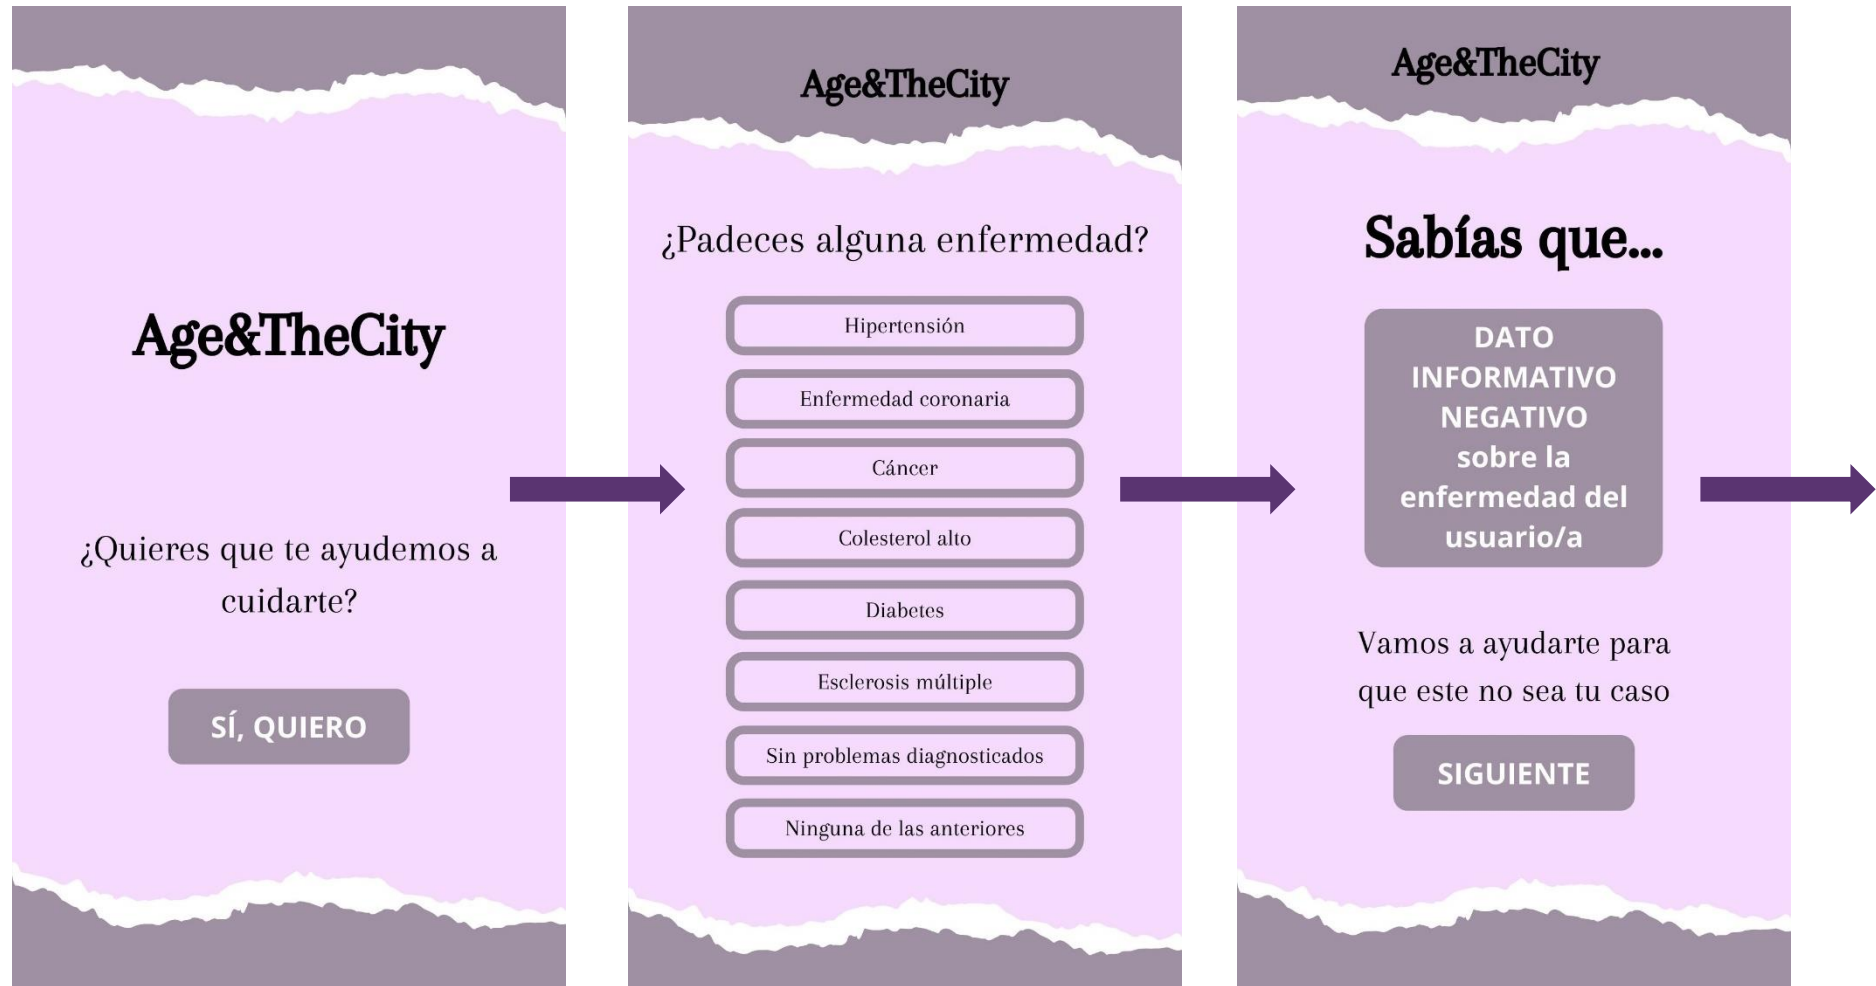 Age&TheCity
¿Quieres que te ayudemos a
cuidarte?
SÍ, QUIERO
Age&TheCity
¿Padeces alguna enfermedad?
Hipertensión
Enfermedad coronaria
Cáncer
Colesterol alto
Diabetes
Esclerosis múltiple
Sin problemas diagnosticados
Ninguna de las anteriores
Age&TheCity
Sabías que...
DATO
INFORMATIVO
NEGATIVO
sobre la
enfermedad del
usuario/a
Vamos a ayudarte para
que este no sea tu caso
SIGUIENTE